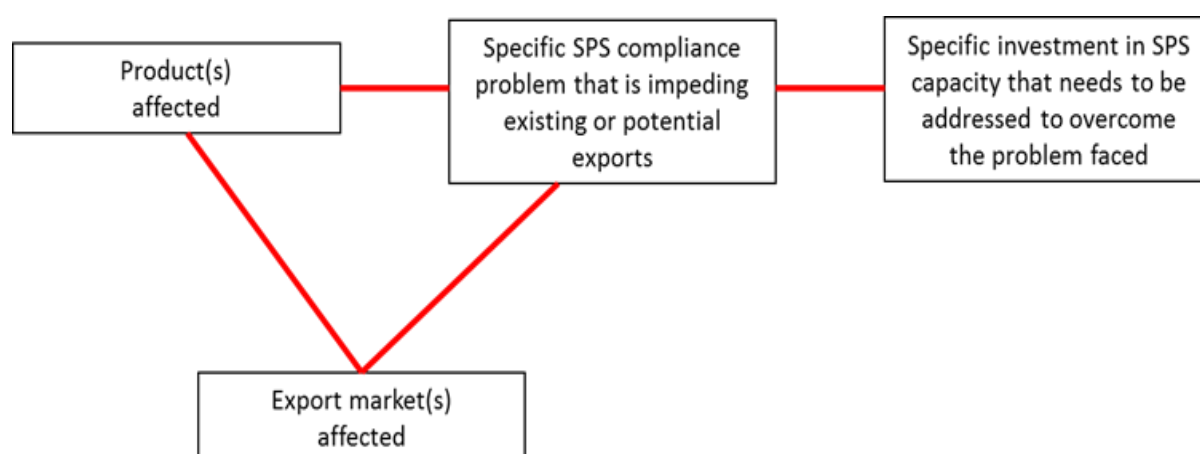 Product(s)
affected
Specific SPS compliance
problem that is impeding
existing or potential
exports
Specific investment in SPS
capacity that needs to be
addressed to overcome
the problem faced
Export market(s)
affected